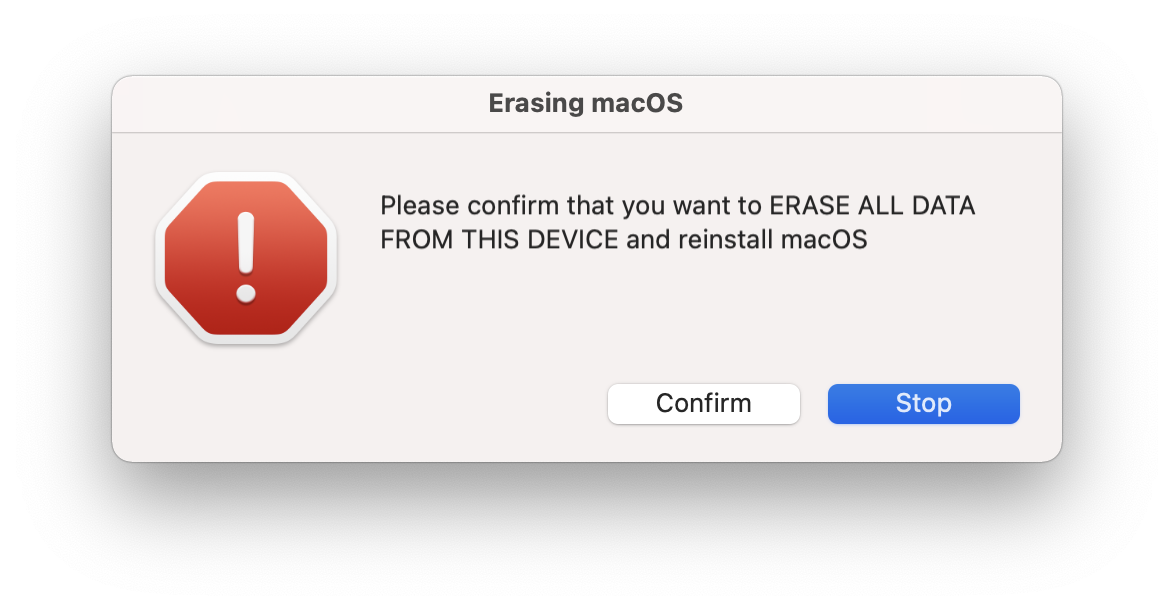 Erasing macOS
Please confirm that you want to ERASE ALL DATA
FROM THIS DEVICE and reinstall macOS
Confirm
Stop